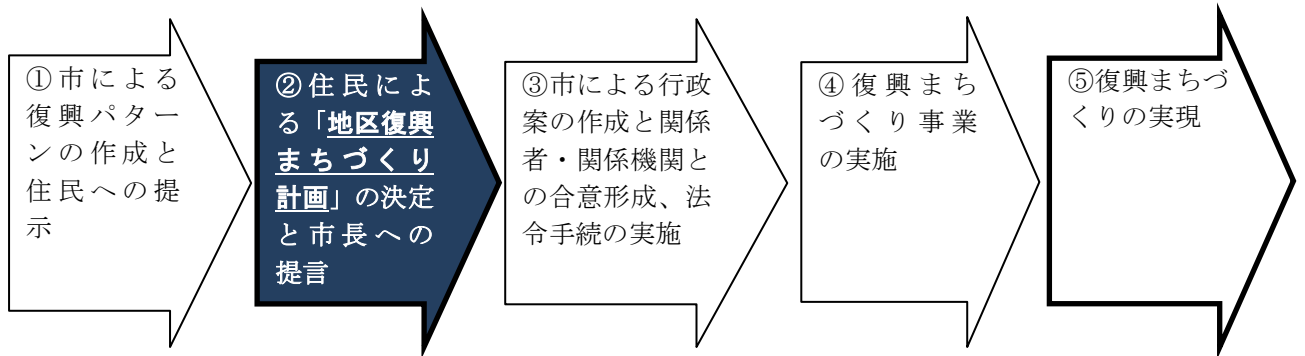 ①市による
復興パター
ンの作成と
住民への提
示
②住民によ
る「地区復興
まちづくり
計画」の決定
と市長への
提言
③市による行政
案の作成と関係
者・関係機関と
の合意形成、法
令手続の実施
④復興まち
づくり事業
の実施
⑤復興まちづ
くりの実現